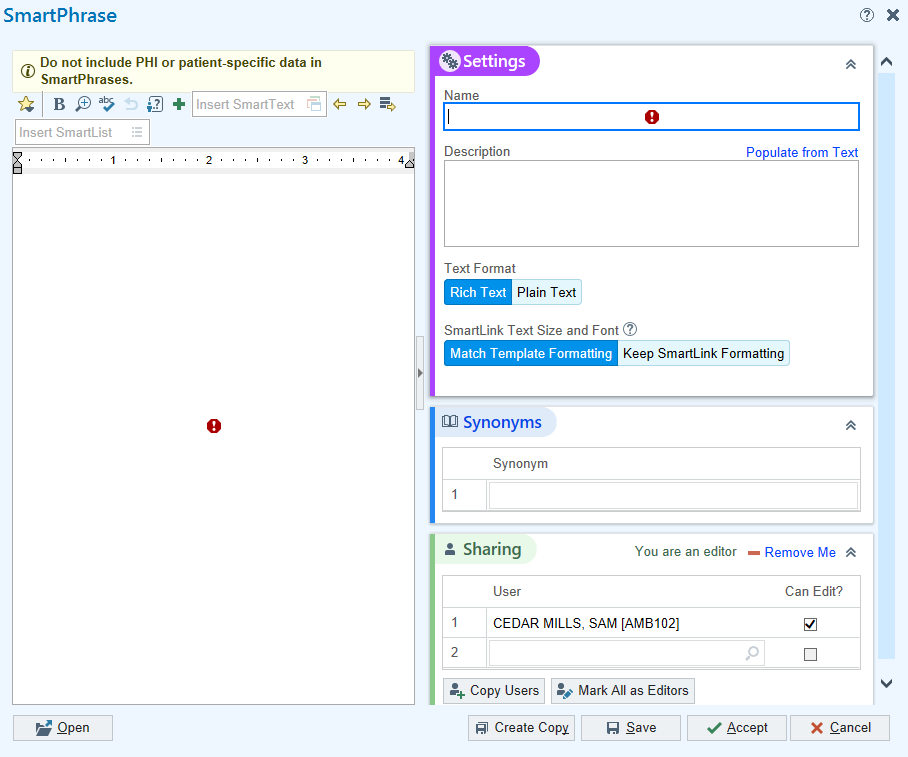 SmartPhrase
Do not include PHI or patient-specific data in
SmartPhrases.
B
abc
Insert SmartText
Insert SmartList
1 2 3 4
Settings
Name
Description
Populate from Text
Text Format
Rich Text
Plain Text
SmartLink Text Size and Font
Match Template Formatting
Keep SmartLink Formatting
Synonyms
Synonym
1
Sharing
You are an editor
Remove Me
User
Can Edit?
1
CEDAR MILLS, SAM [AMB102]
2
Copy Users
Mark All as Editors
Open
Create Copy
Save
Accept
Cancel